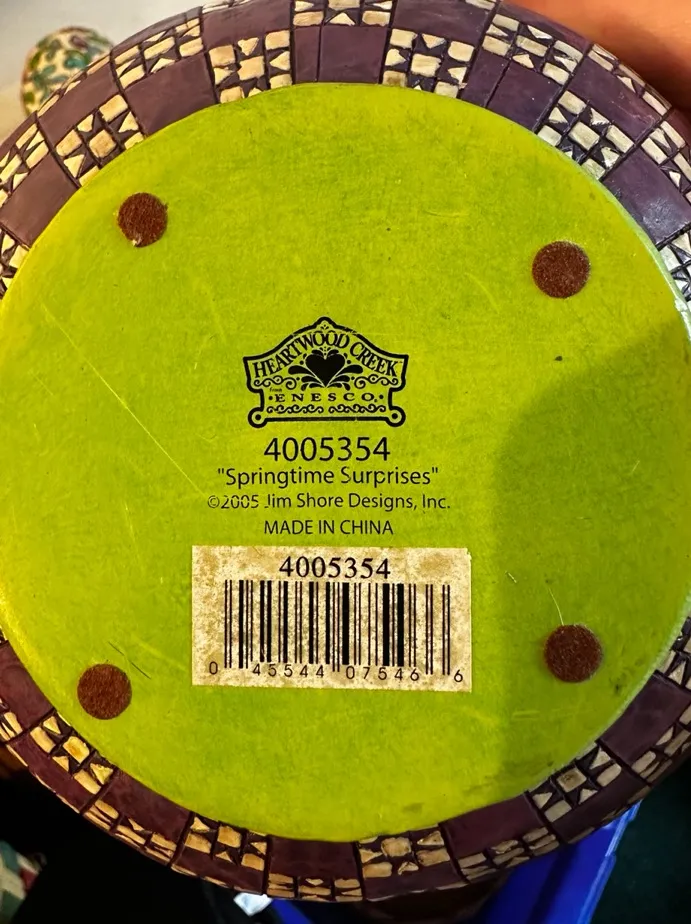 HEARTWOOD CREEK
from
·ENESCO.·
4005354
"Springtime Surprises"
©2005 Jim Shore Designs, Inc.
MADE IN CHINA
4005354
0 45544 07546 6